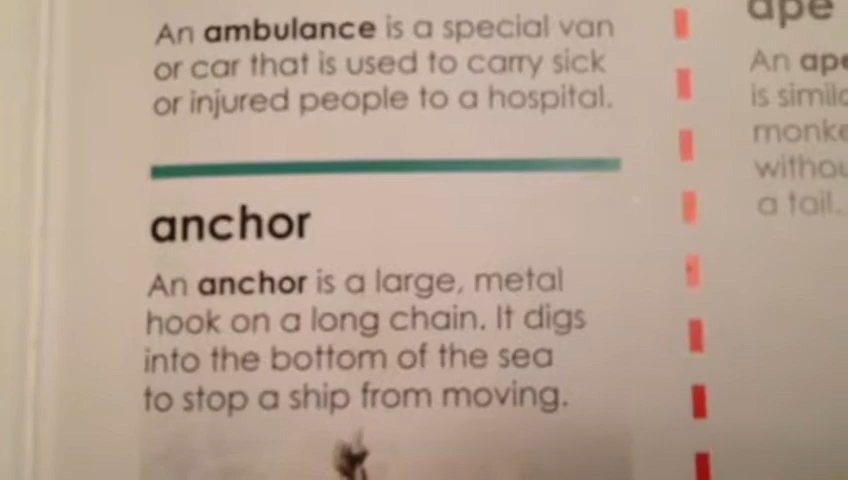 An ambulance is a special van
or car that is used to carry sick
or injured people to a hospital.
anchor
An anchor is a large, metal
hook on a long chain. It digs
into the bottom of the sea
to stop a ship from moving.
ape
An ape
is
a tail.